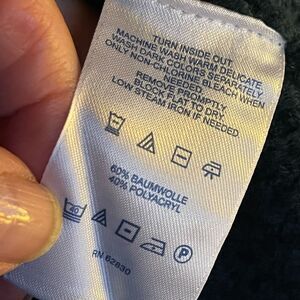 TURN INSIDE OUT
MACHINE WASH WARM, DELICATE
WASH DARK COLORS SEPARATELY
ONLY NON-CHLORINE BLEACH WHEN
NEEDED
REMOVE PROMPTLY
BLOCK, FLAT TO DRY
LOW STEAM IRON IF NEEDED
60% BAUMWOLLE
40% POLYACRYL
P
RN 62830